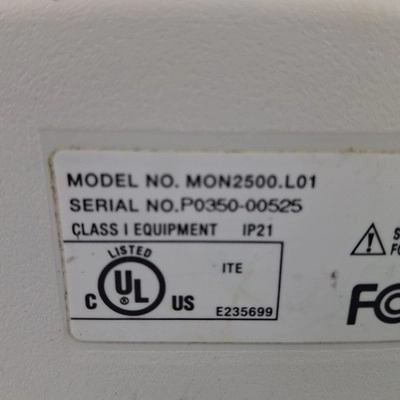 MODEL NO. MON2500.L01
SERIAL NO.P0350-00525
CLASS I EQUIPMENT IP21
LISTED
C UL ® US
ITE
E235699
FC